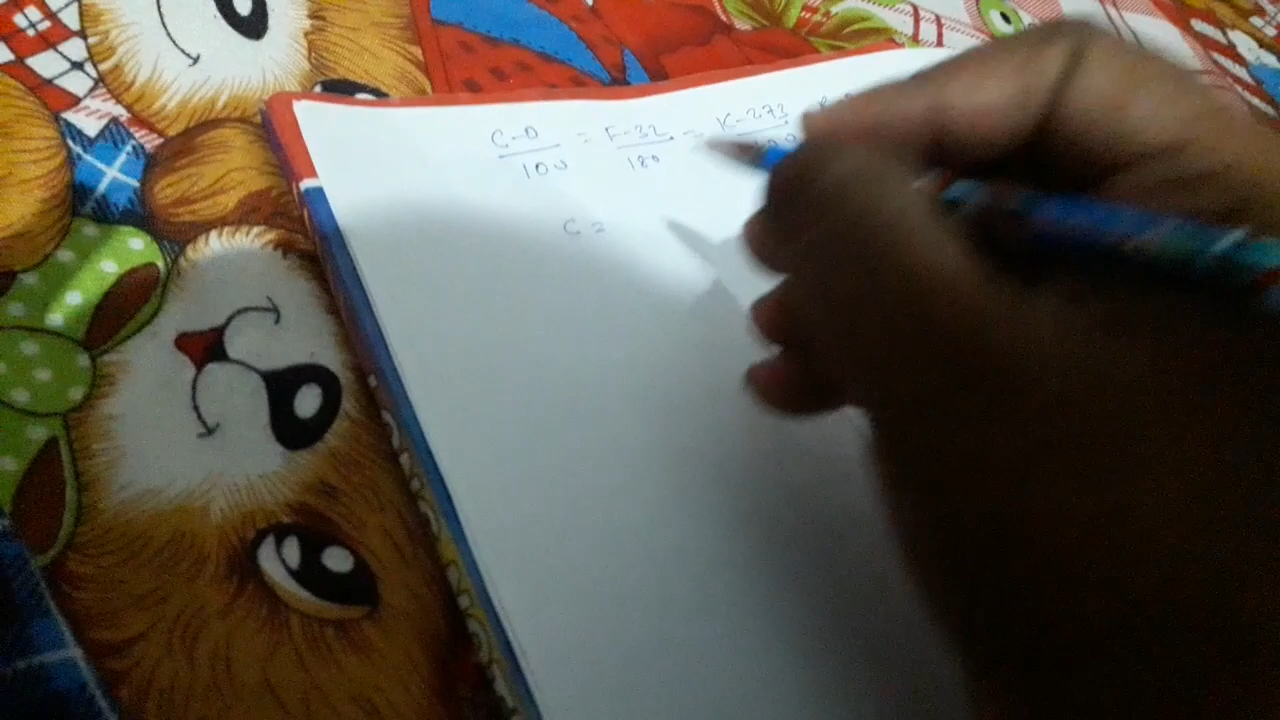 C-0/100 = F-32/180 = K-273
C =